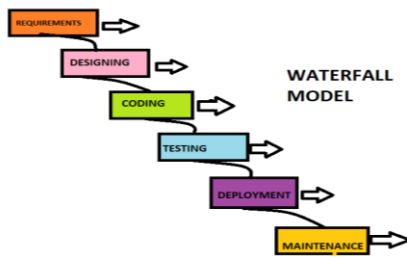 REQUIREMENTS
DESIGNING
WATERFALL
MODEL
CODING
TESTING
DEPLOYMENT
MAINTENANCE